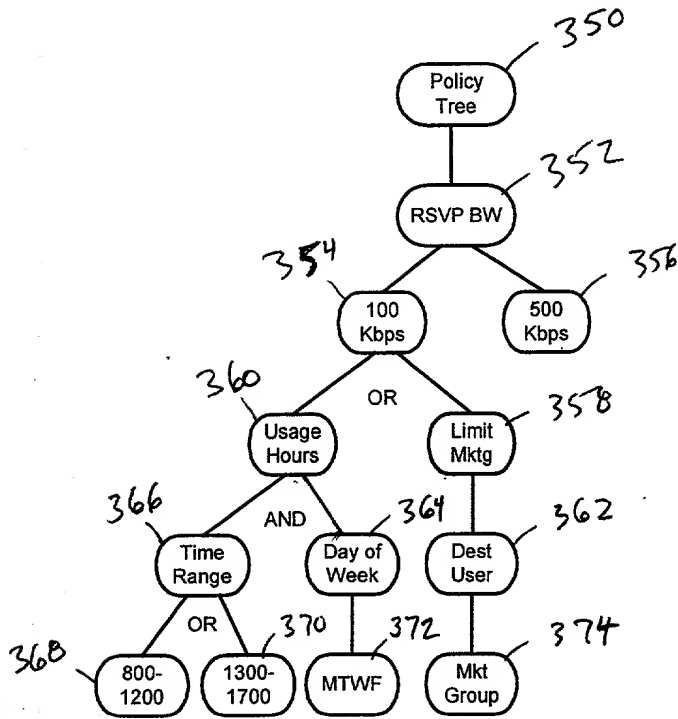 350
Policy
Tree
352
RSVP BW
354
356
100
Kbps
500
Kbps
360
OR
358
Usage
Hours
Limit
Mktg
366
AND
364
362
Time
Range
Day of
Week
Dest
User
OR
370
372
374
368
800-
1200
1300-
1700
MTWF
Mkt
Group